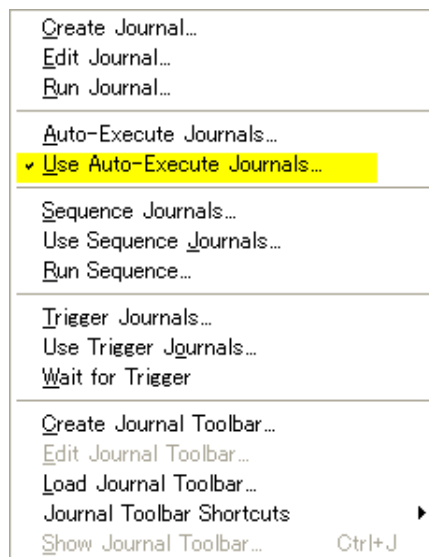 Create Journal...
Edit Journal...
Run Journal...
Auto-Execute Journals...
✓ Use Auto-Execute Journals...
Sequence Journals...
Use Sequence Journals...
Run Sequence...
Trigger Journals...
Use Trigger Journals...
Wait for Trigger
Create Journal Toolbar...
Edit Journal Toolbar...
Load Journal Toolbar...
Journal Toolbar Shortcuts
Show Journal Toolbar... Ctrl+J